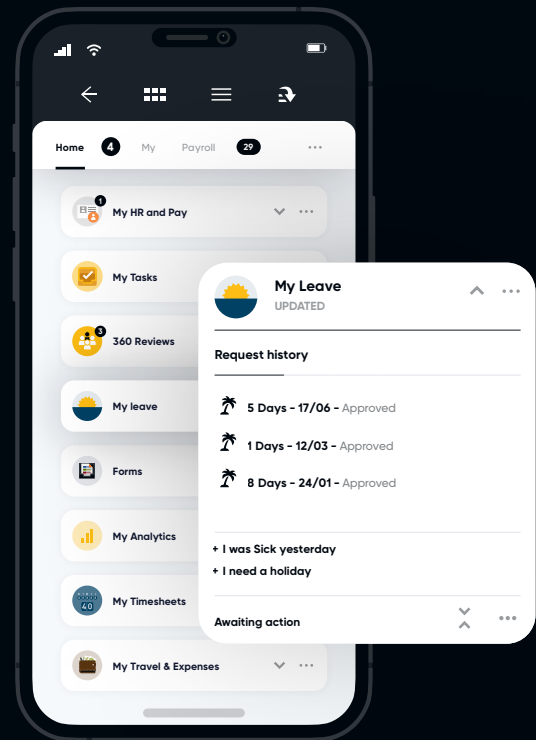 Home 4 My Payroll 29
1
My HR and Pay
My Tasks
3
360 Reviews
My leave
Forms
My Analytics
40
My Timesheets
My Travel & Expenses
My Leave
UPDATED
Request history
5 Days - 17/06 - Approved
1 Days - 12/03 - Approved
8 Days - 24/01 - Approved
+ I was Sick yesterday
+ I need a holiday
Awaiting action